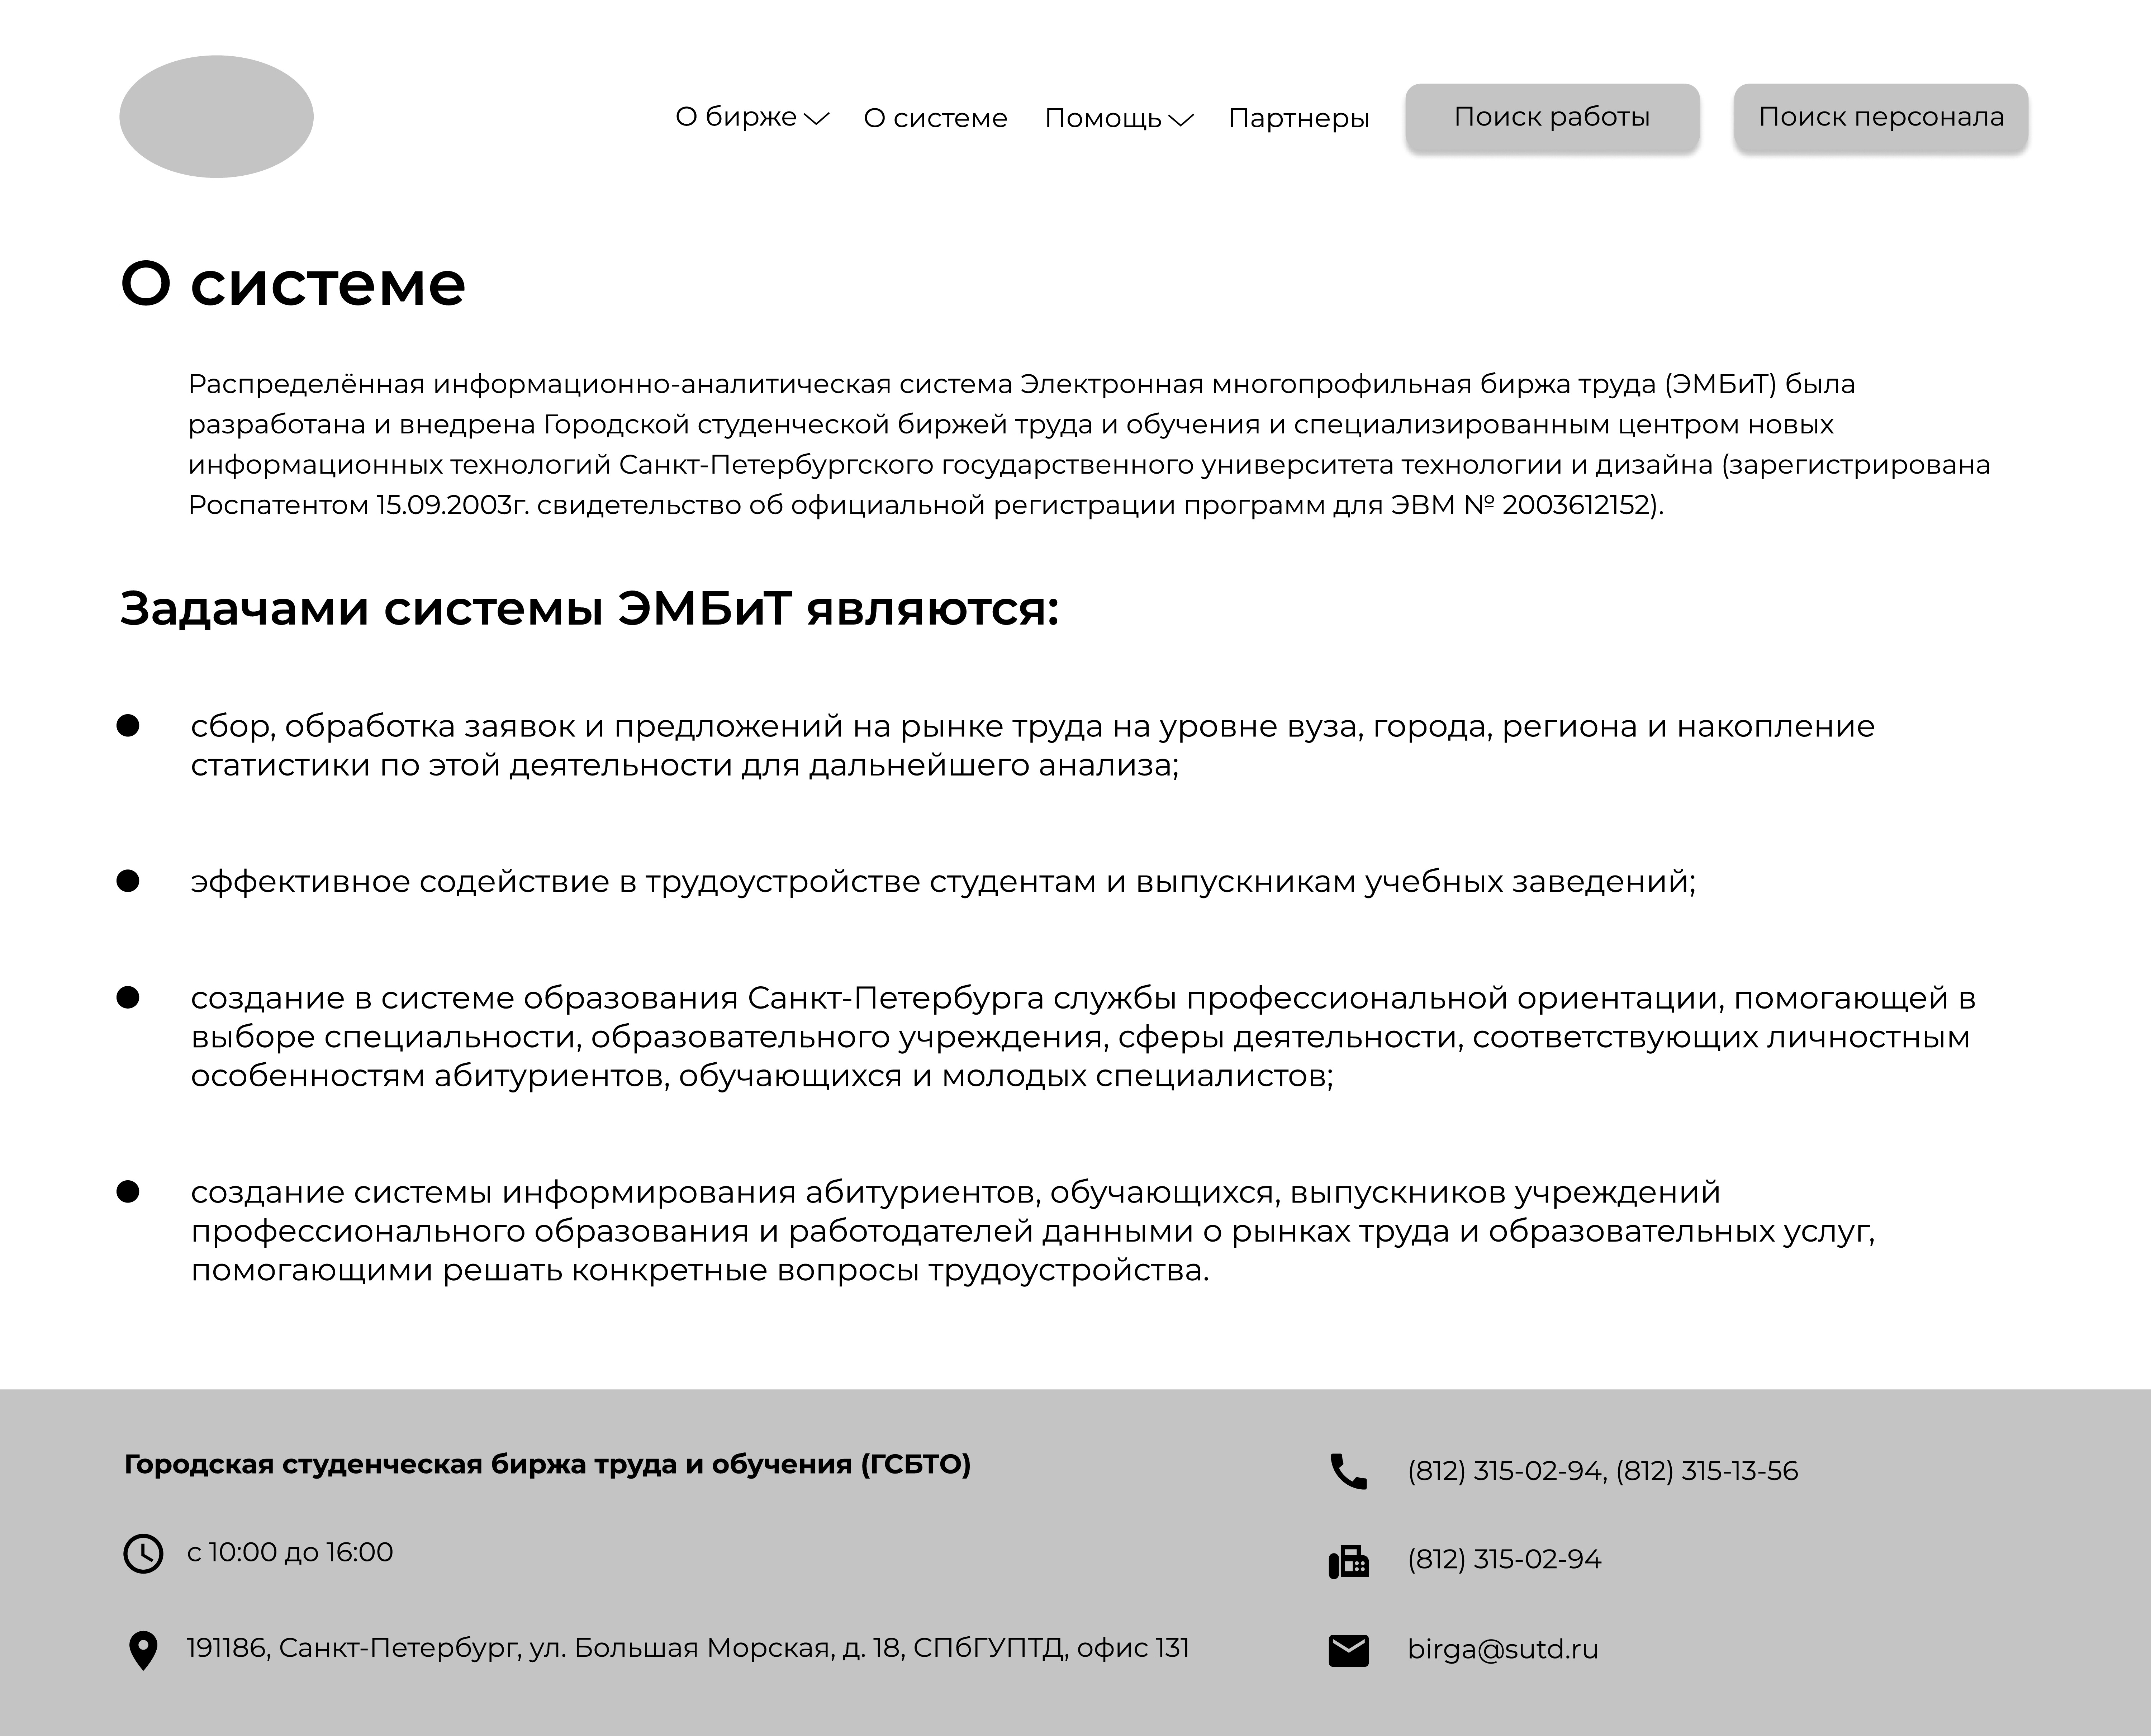 О бирже О системе Помощь Партнеры Поиск работы Поиск персонала
О системе
Распределённая информационно-аналитическая система Электронная многопрофильная биржа труда (ЭМБиТ) была
разработана и внедрена Городской студенческой биржей труда и обучения и специализированным центром новых
информационных технологий Санкт-Петербургского государственного университета технологии и дизайна (зарегистрирована
Роспатентом 15.09.2003г. свидетельство об официальной регистрации программ для ЭВМ № 2003612152).
Задачами системы ЭМБиТ являются:
сбор, обработка заявок и предложений на рынке труда на уровне вуза, города, региона и накопление
статистики по этой деятельности для дальнейшего анализа;
эффективное содействие в трудоустройстве студентам и выпускникам учебных заведений;
создание в системе образования Санкт-Петербурга службы профессиональной ориентации, помогающей в
выборе специальности, образовательного учреждения, сферы деятельности, соответствующих личностным
особенностям абитуриентов, обучающихся и молодых специалистов;
создание системы информирования абитуриентов, обучающихся, выпускников учреждений
профессионального образования и работодателей данными о рынках труда и образовательных услуг,
помогающими решать конкретные вопросы трудоустройства.
Городская студенческая биржа труда и обучения (ГСБТО)
с 10:00 до 16:00
191186, Санкт-Петербург, ул. Большая Морская, д. 18, СПбГУПТД, офис 131
(812) 315-02-94, (812) 315-13-56
(812) 315-02-94
birga@sutd.ru